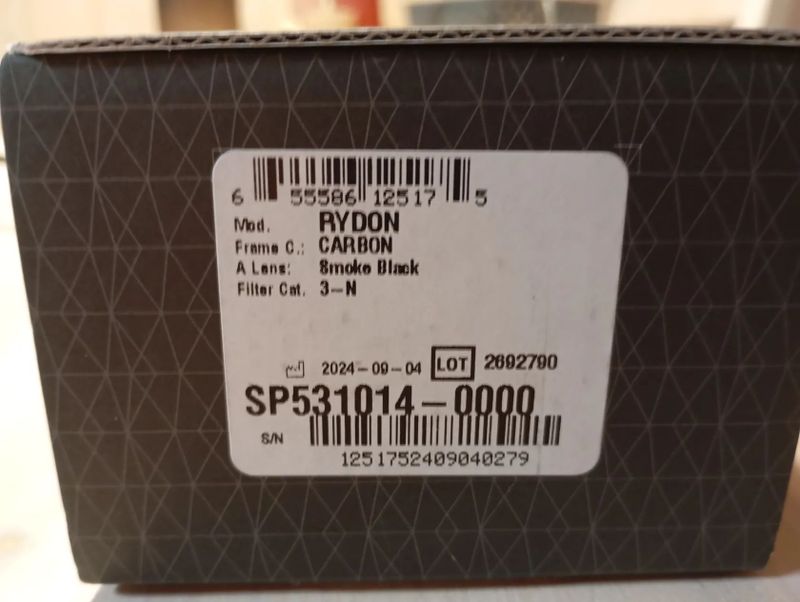 6 55586 12517 5
Mod. RYDON
Frame C.: CARBON
A Lens: Smoke Black
Filter Cat. 3-N
2024-09-04 LOT 2692790
SP531014-0000
S/N
1251752409040279